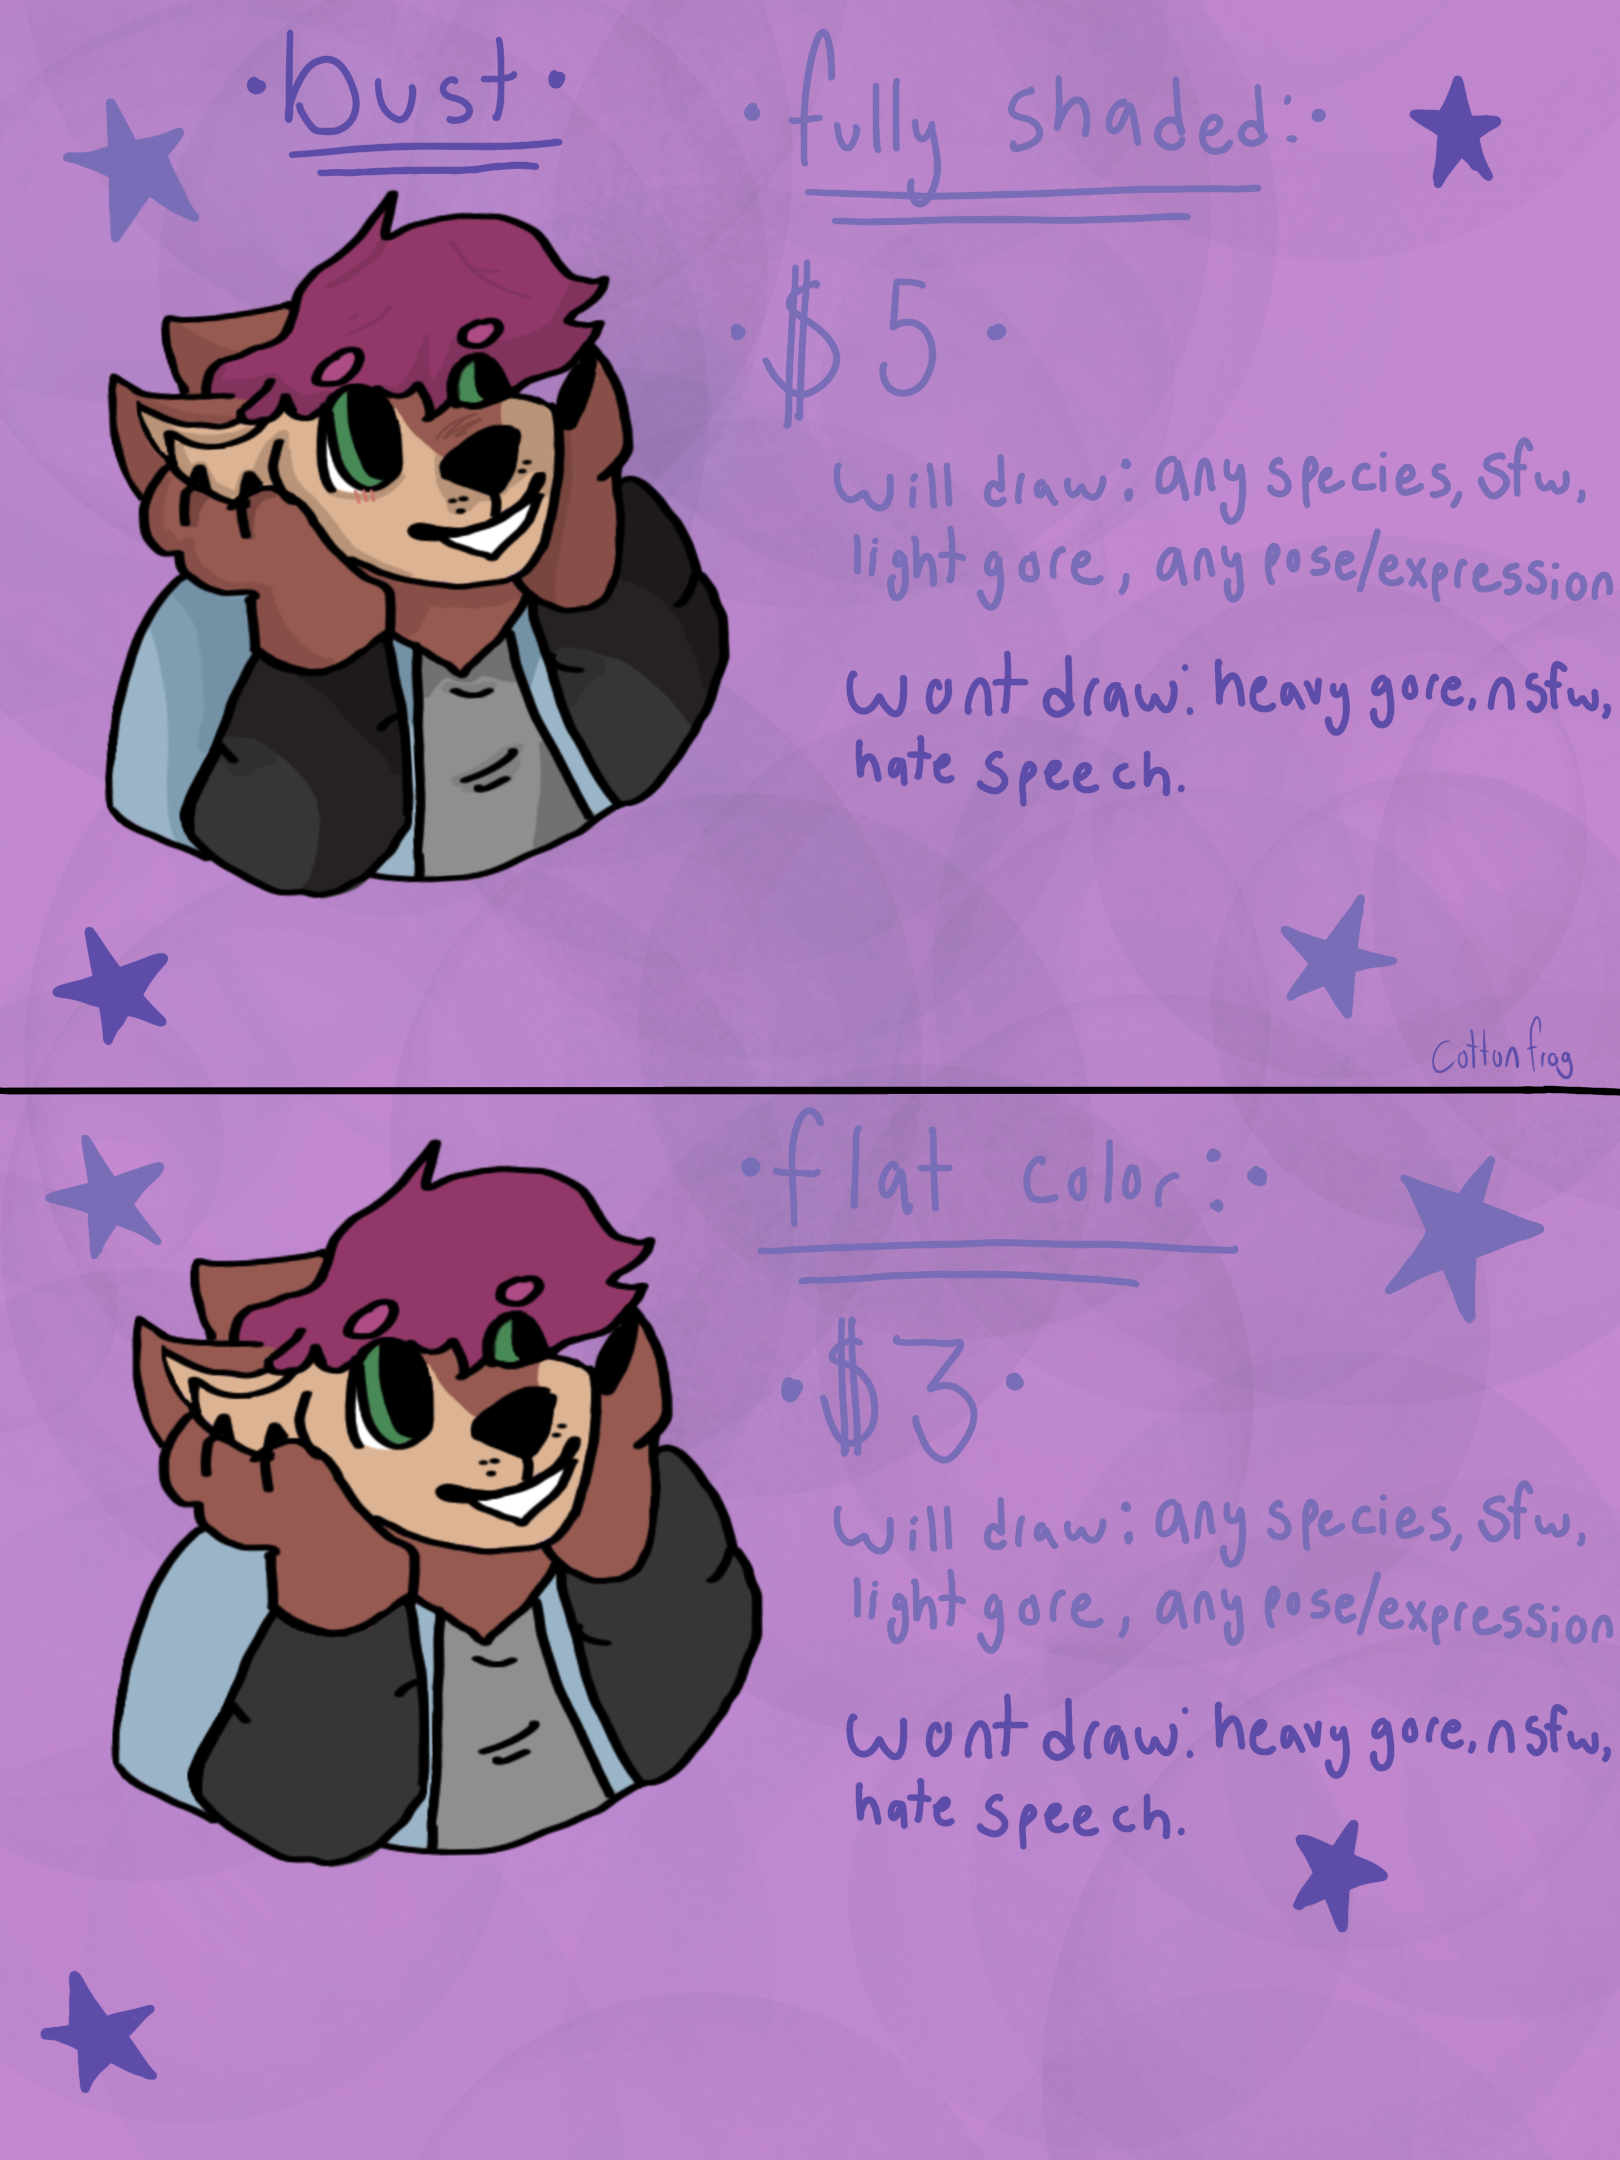 • bust •
• fully shaded: •
• $5 •
Will draw: any species, sfw,
light gore, any pose/expression
Wont draw: heavy gore, nsfw,
hate speech.
Cottonfrog
• flat color: •
• $3 •
Will draw: any species, sfw,
light gore, any pose/expression
Wont draw: heavy gore, nsfw,
hate speech.